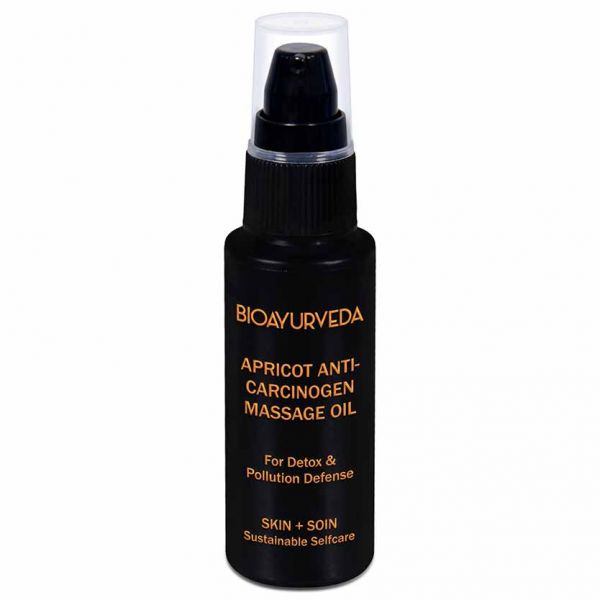 BIOAYURVEDA
APRICOT ANTI-
CARCINOGEN
MASSAGE OIL
For Detox &
Pollution Defense
SKIN + SOIN
Sustainable Selfcare